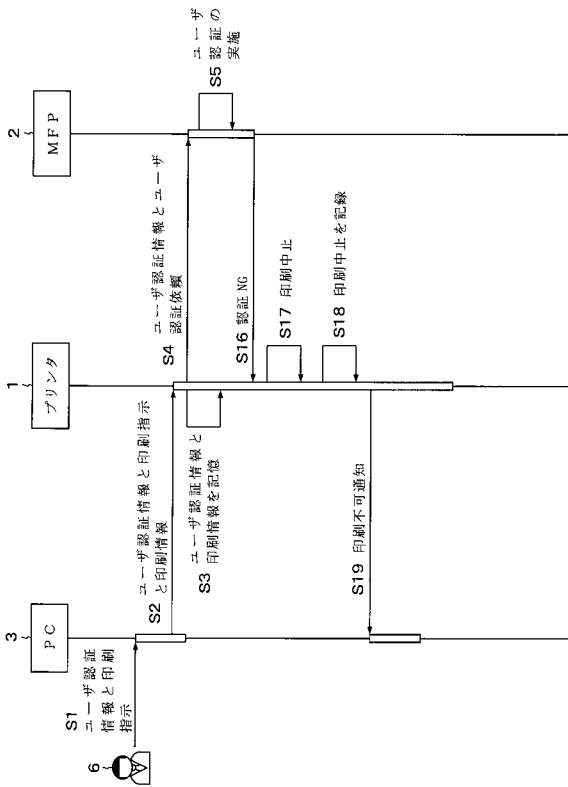 6
S1
ユーザ認証
情報と印刷
指示
3
PC
S2
ユーザ認証情報と印刷指示
と印刷情報
S3
ユーザ認証情報と
印刷情報を記憶
1
プリンタ
S4
ユーザ認証情報とユーザ
認証依頼
2
MFP
S5
ユーザ
認証の
実施
S16 認証NG
S17 印刷中止
S18 印刷中止を記録
S19 印刷不可通知